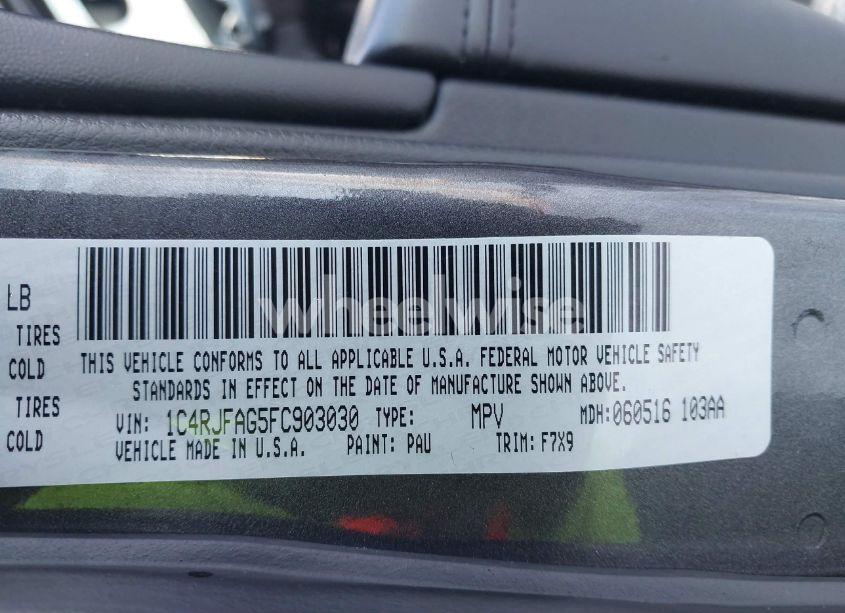 LB
TIRES
COLD
TIRES
COLD
wheelwise
THIS VEHICLE CONFORMS TO ALL APPLICABLE U.S.A. FEDERAL MOTOR VEHICLE SAFETY
STANDARDS IN EFFECT ON THE DATE OF MANUFACTURE SHOWN ABOVE.
VIN: 1C4RJFAG5FC903030 TYPE: MPV MDH:060516 103AA
VEHICLE MADE IN U.S.A. PAINT: PAU TRIM: F7X9